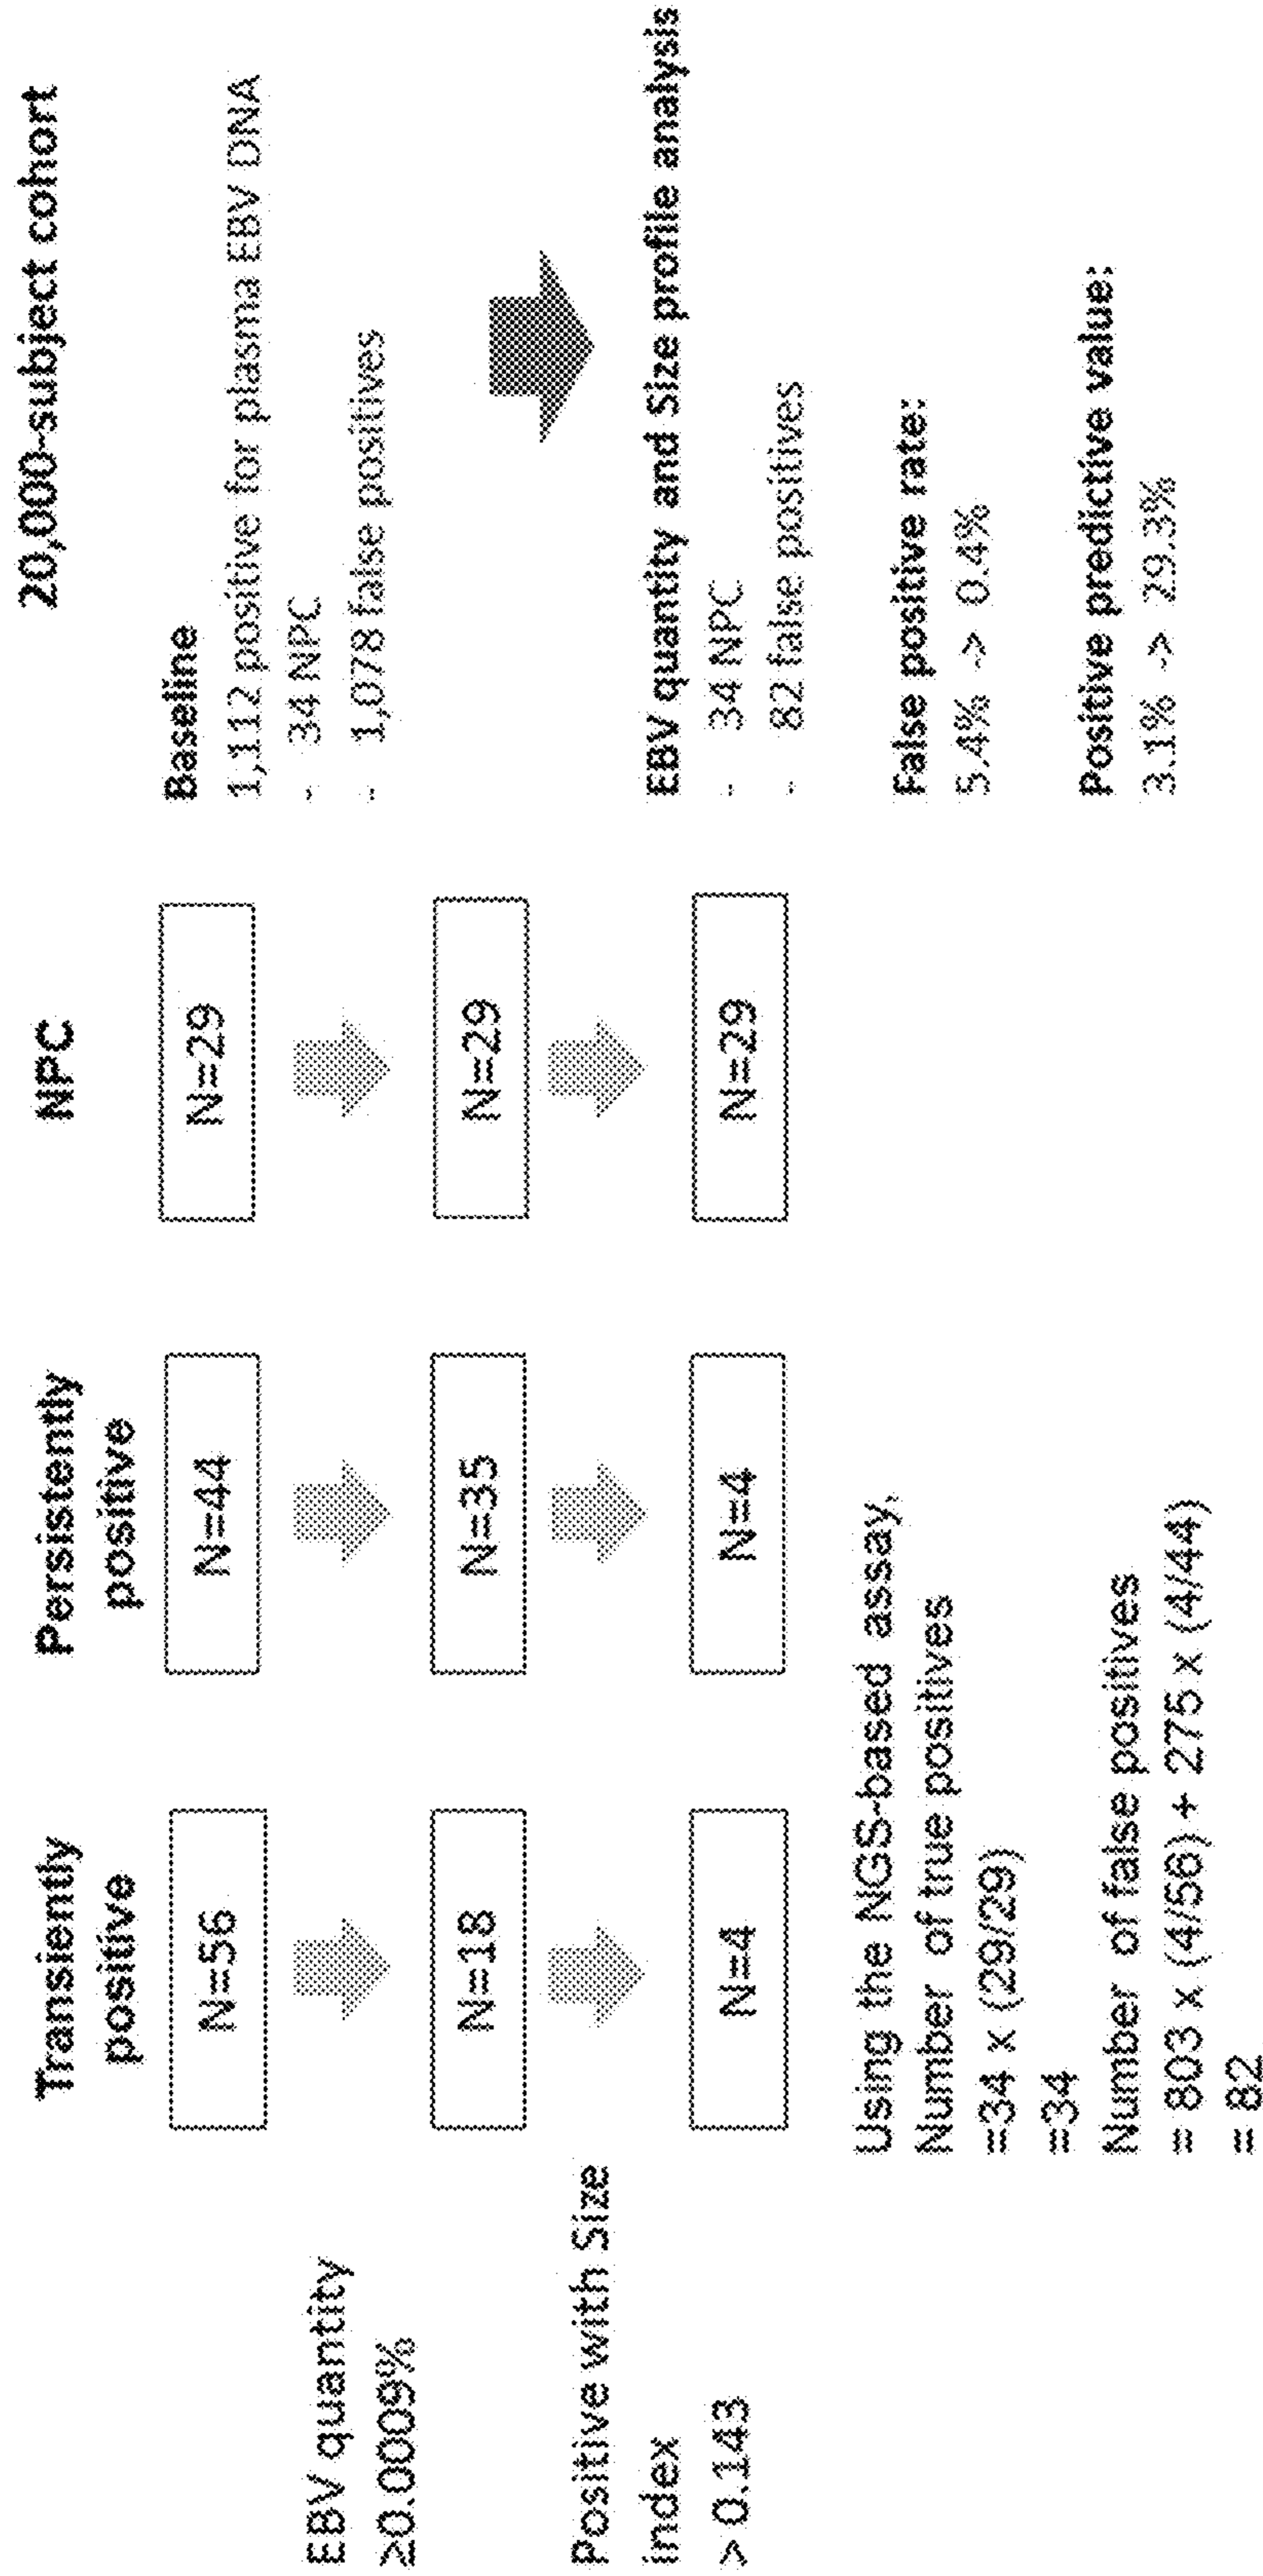 Transiently
positive
Persistently
positive
NPC
N=56
N=44
N=29
EBV quantity
≥0.0009%
N=18
N=35
N=29
Positive with Size
index
> 0.143
N=4
N=4
N=29
Using the NGS-based assay,
Number of true positives
=34 x (29/29)
=34
Number of false positives
= 803 x (4/56) + 275 x (4/44)
= 82
20,000-subject cohort
Baseline
1,112 positive for plasma EBV DNA
- 34 NPC
- 1,078 false positives
EBV quantity and Size profile analysis
- 34 NPC
- 82 false positives
False positive rate:
5.4% -> 0.4%
Positive predictive value:
3.1% -> 29.3%